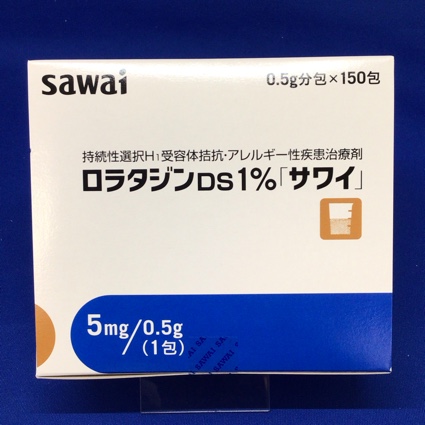 sawai
0.5g分包×150包
持続性選択H₁受容体拮抗・アレルギー性疾患治療剤
ロラタジンDS1%「サワイ」
5mg/0.5g
(1包)
SAWAI